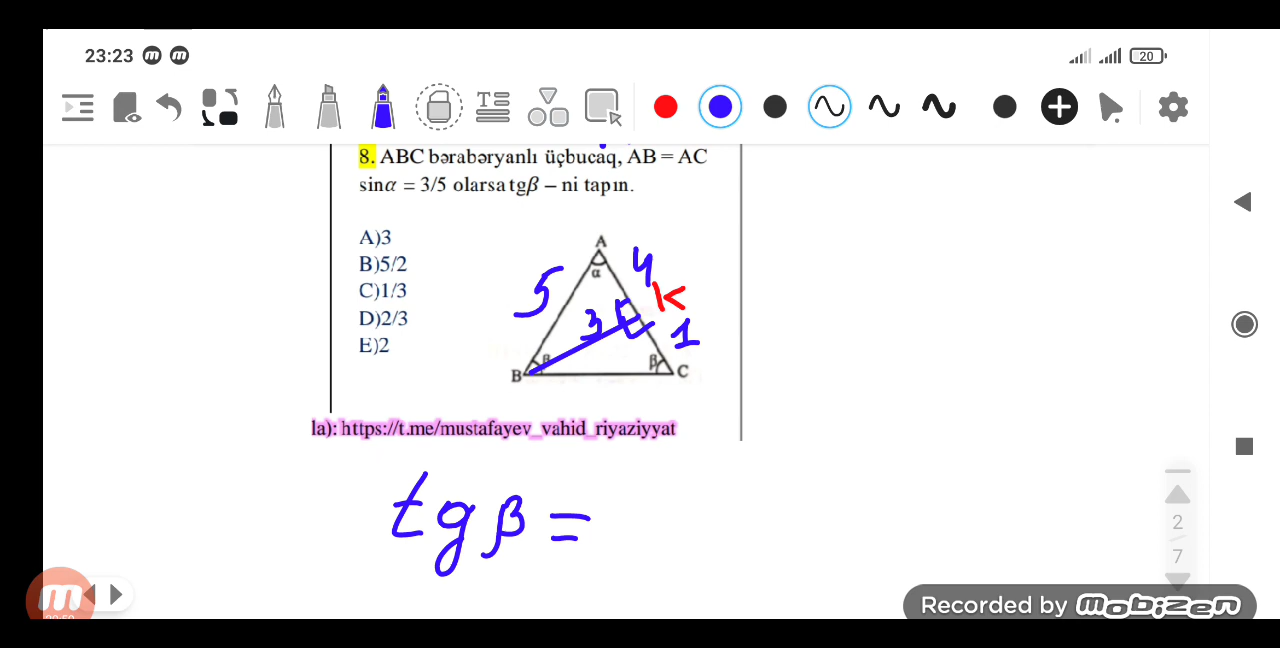 23:23 m m 20
T
8. ABC bərabəryanlı üçbucaq, AB = AC
sinα = 3/5 olarsa tgβ – ni tapın.
A)3
B)5/2
C)1/3
D)2/3
E)2
A
α
5
4
K
3
1
β
β
B
C
la): https://t.me/mustafayev_vahid_riyaziyyat
tgβ =
2
7
m
Recorded by mobizen